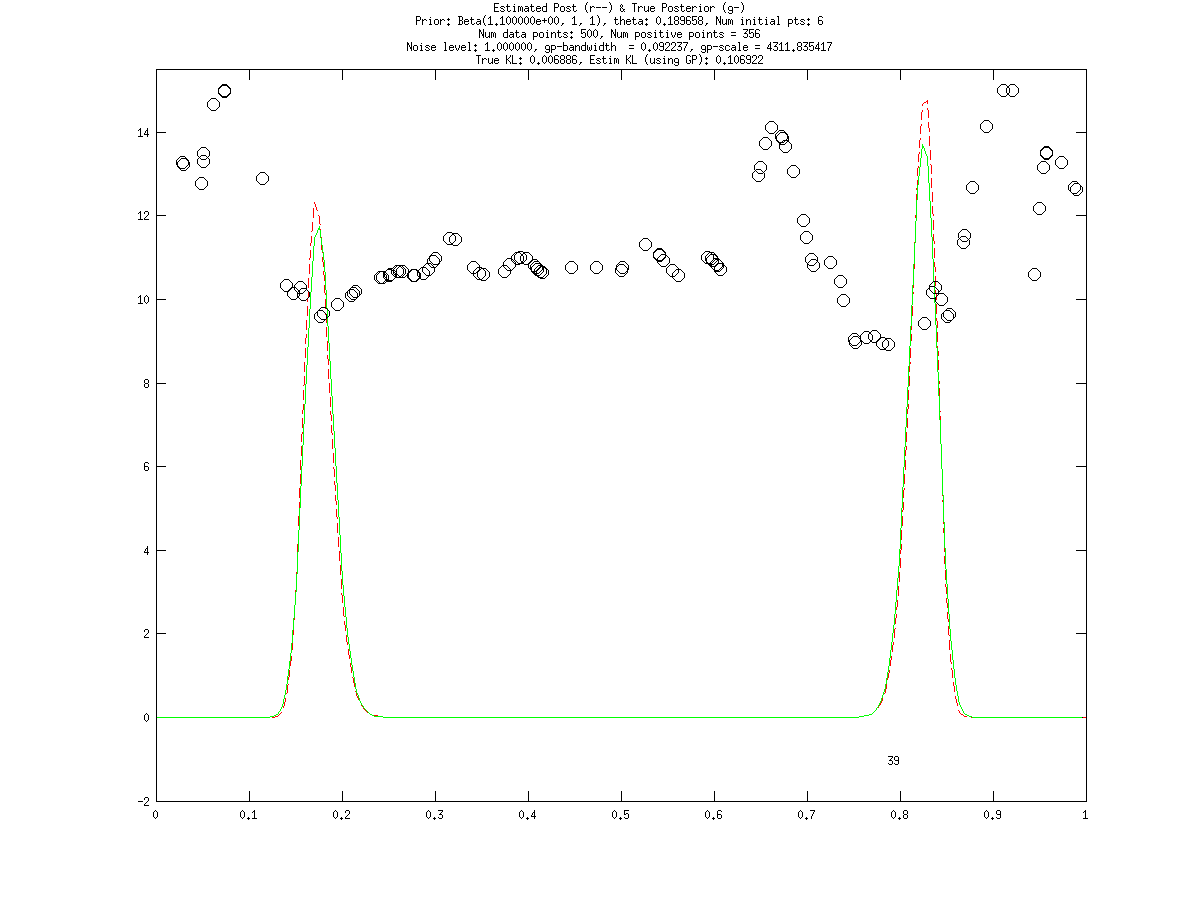 Estimated Post (r--) & True Posterior (g-)
Prior: Beta(1.100000e+00, 1, 1), theta: 0.189658, Num initial pts: 6
Num data points: 500, Num positive points = 356
Noise level: 1.000000, gp-bandwidth  = 0.092237, gp-scale = 4311.835417
True KL: 0.006886, Estim KL (using GP): 0.106922
14
12
10
8
6
4
2
0
39
-2
0 0.1 0.2 0.3 0.4 0.5 0.6 0.7 0.8 0.9 1